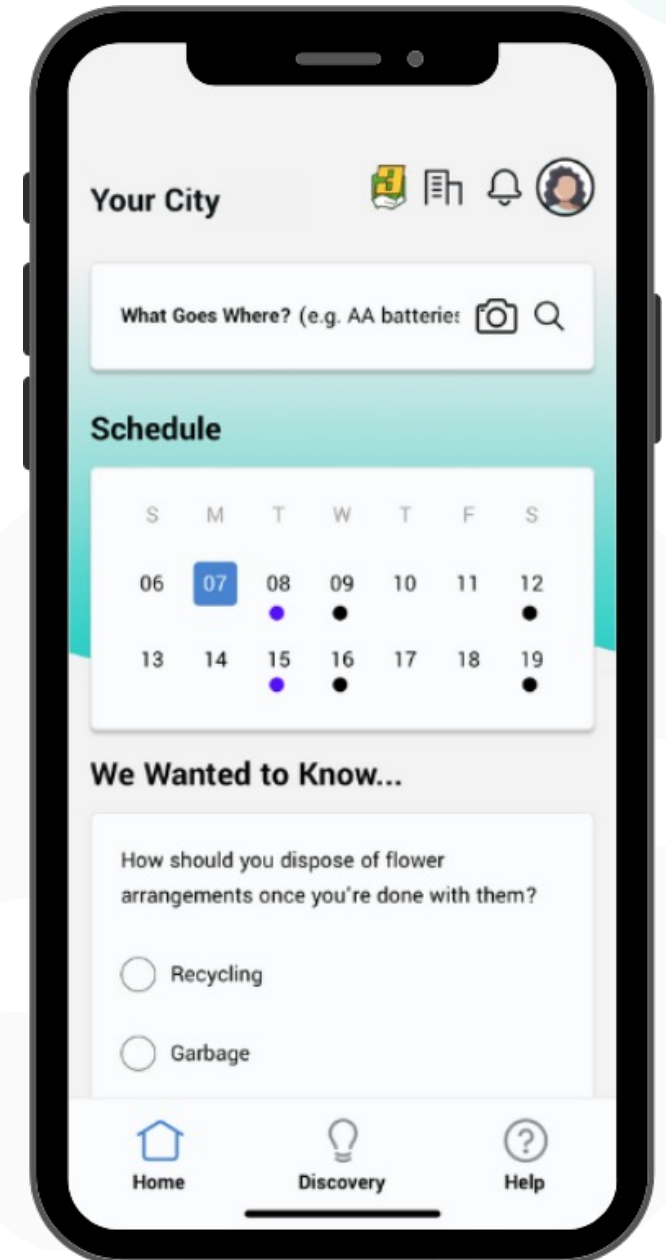 Your City
What Goes Where? (e.g. AA batteries
Schedule
S M T W T F S
06 07 08 09 10 11 12
13 14 15 16 17 18 19
We Wanted to Know...
How should you dispose of flower
arrangements once you're done with them?
Recycling
Garbage
Home Discovery Help